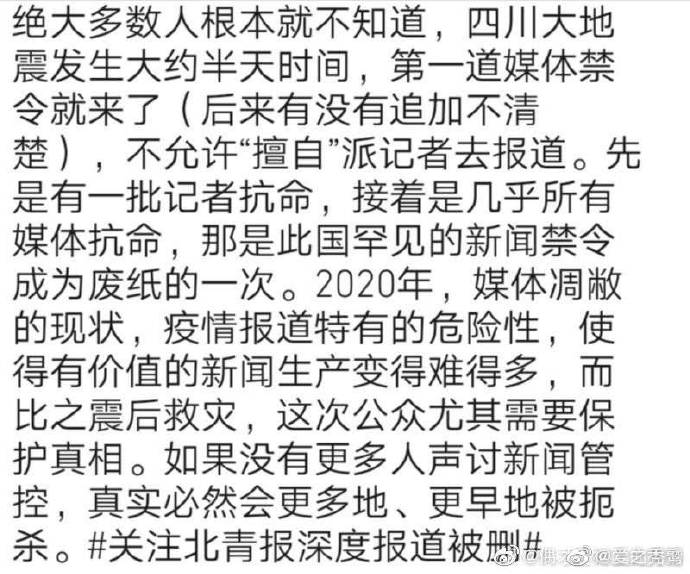 绝大多数人根本就不知道，四川大地
震发生大约半天时间，第一道媒体禁
令就来了（后来有没有追加不清
楚），不允许“擅自”派记者去报道。先
是有一批记者抗命，接着是几乎所有
媒体抗命，那是此国罕见的新闻禁令
成为废纸的一次。2020年，媒体凋敝
的现状，疫情报道特有的危险性，使
得有价值的新闻生产变得难得多，而
比之震后救灾，这次公众尤其需要保
护真相。如果没有更多人声讨新闻管
控，真实必然会更多地、更早地被扼
杀。#关注北青报深度报道被删#